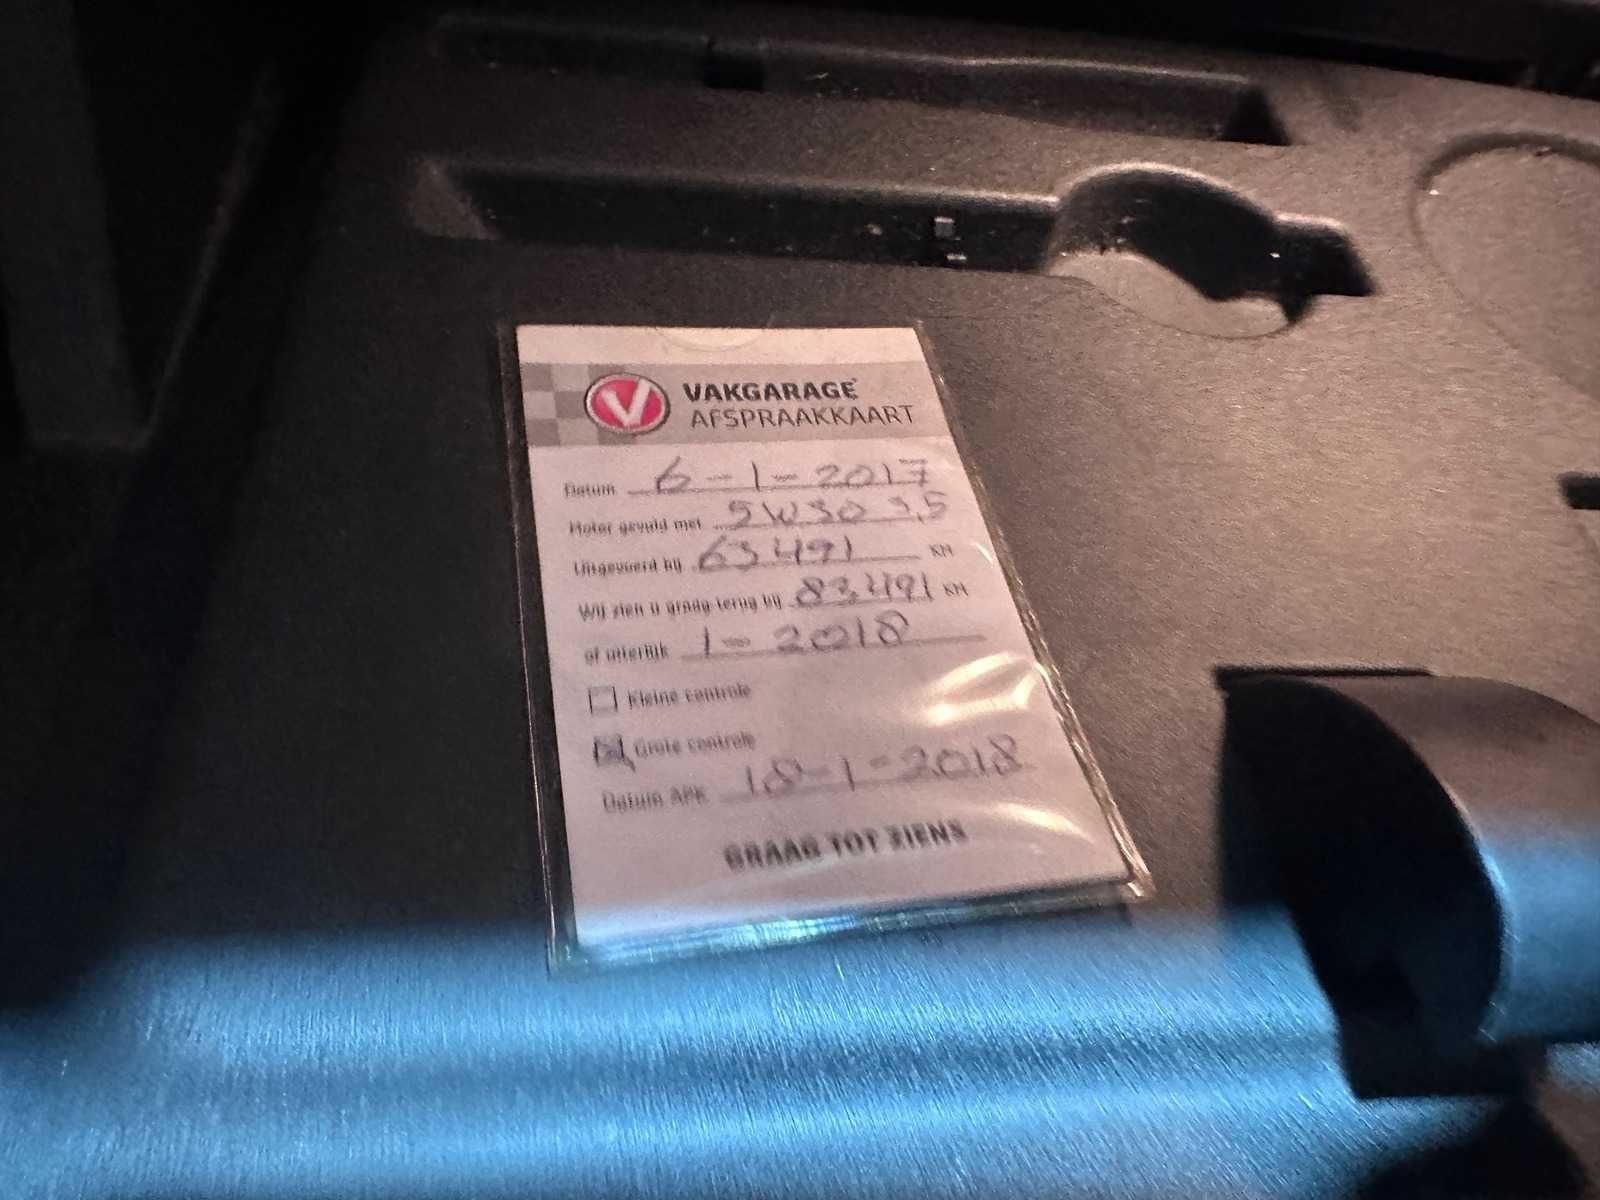 V VAKGARAGE
AFSPRAAKKAART
Datum 6-1-2017
Motor gevuld met 5W30 3,5
Uitgevoerd bij 63491 KM
Wij zien u graag terug bij 83491 KM
of uiterlijk 1-2018
Kleine controle
Grote controle
Datum APK 18-1-2018
GRAAG TOT ZIENS